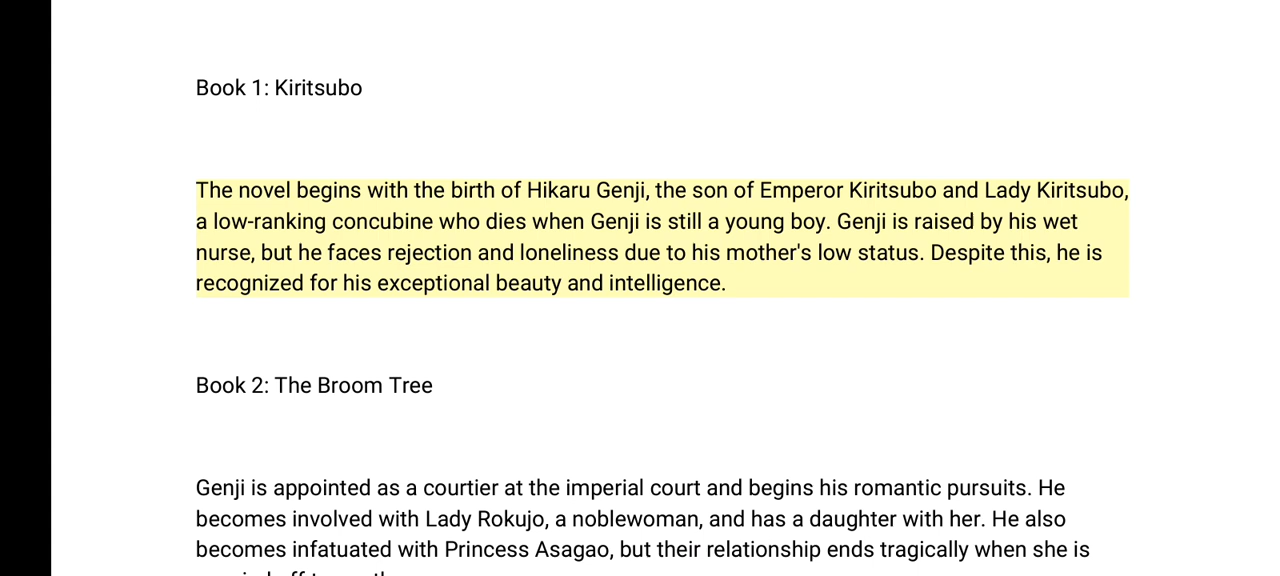 Book 1: Kiritsubo
The novel begins with the birth of Hikaru Genji, the son of Emperor Kiritsubo and Lady Kiritsubo,
a low-ranking concubine who dies when Genji is still a young boy. Genji is raised by his wet
nurse, but he faces rejection and loneliness due to his mother's low status. Despite this, he is
recognized for his exceptional beauty and intelligence.
Book 2: The Broom Tree
Genji is appointed as a courtier at the imperial court and begins his romantic pursuits. He
becomes involved with Lady Rokujo, a noblewoman, and has a daughter with her. He also
becomes infatuated with Princess Asagao, but their relationship ends tragically when she is